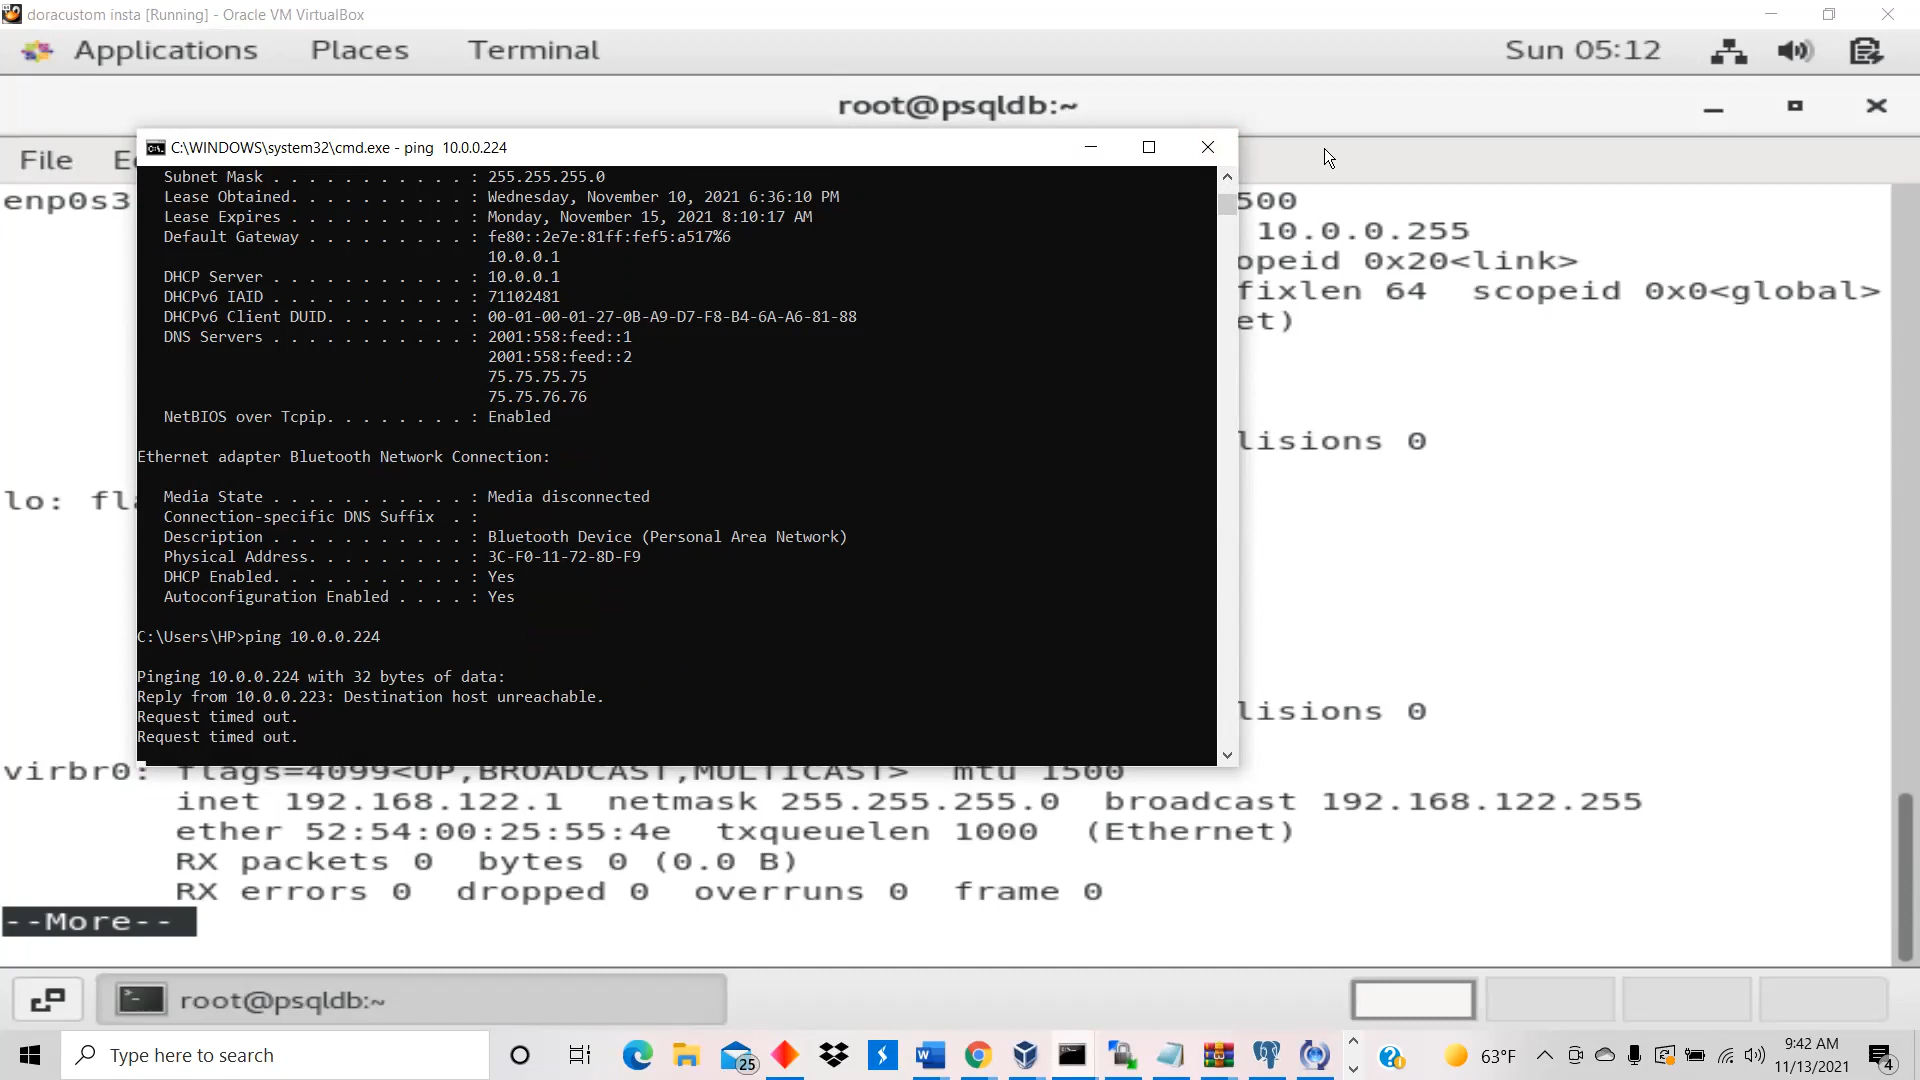 doracustom insta [Running] - Oracle VM VirtualBox
Applications Places Terminal Sun 05:12
root@psqldb:~
File
C:\WINDOWS\system32\cmd.exe - ping 10.0.0.224
Subnet Mask . . . . . . . . . . . : 255.255.255.0
Lease Obtained. . . . . . . . . . : Wednesday, November 10, 2021 6:36:10 PM
Lease Expires . . . . . . . . . . : Monday, November 15, 2021 8:10:17 AM
Default Gateway . . . . . . . . . : fe80::2e7e:81ff:fef5:a517%6
10.0.0.1
DHCP Server . . . . . . . . . . . : 10.0.0.1
DHCPv6 IAID . . . . . . . . . . . : 71102481
DHCPv6 Client DUID. . . . . . . . : 00-01-00-01-27-0B-A9-D7-F8-B4-6A-A6-81-88
DNS Servers . . . . . . . . . . . : 2001:558:feed::1
2001:558:feed::2
75.75.75.75
75.75.76.76
NetBIOS over Tcpip. . . . . . . . : Enabled
Ethernet adapter Bluetooth Network Connection:
Media State . . . . . . . . . . . : Media disconnected
Connection-specific DNS Suffix . :
Description . . . . . . . . . . . : Bluetooth Device (Personal Area Network)
Physical Address. . . . . . . . . : 3C-F0-11-72-8D-F9
DHCP Enabled. . . . . . . . . . . : Yes
Autoconfiguration Enabled . . . . : Yes
C:\Users\HP>ping 10.0.0.224
Pinging 10.0.0.224 with 32 bytes of data:
Reply from 10.0.0.223: Destination host unreachable.
Request timed out.
Request timed out.
enp0s3
500
10.0.0.255
opeid 0x20<link>
fixlen 64 scopeid 0x0<global>
et)
lisions 0
lo: fl
lisions 0
virbr0: flags=4099<UP,BROADCAST,MULTICAST> mtu 1500
inet 192.168.122.1 netmask 255.255.255.0 broadcast 192.168.122.255
ether 52:54:00:25:55:4e txqueuelen 1000 (Ethernet)
RX packets 0 bytes 0 (0.0 B)
RX errors 0 dropped 0 overruns 0 frame 0
--More--
root@psqldb:~
Type here to search
25
63°F
9:42 AM
11/13/2021
4